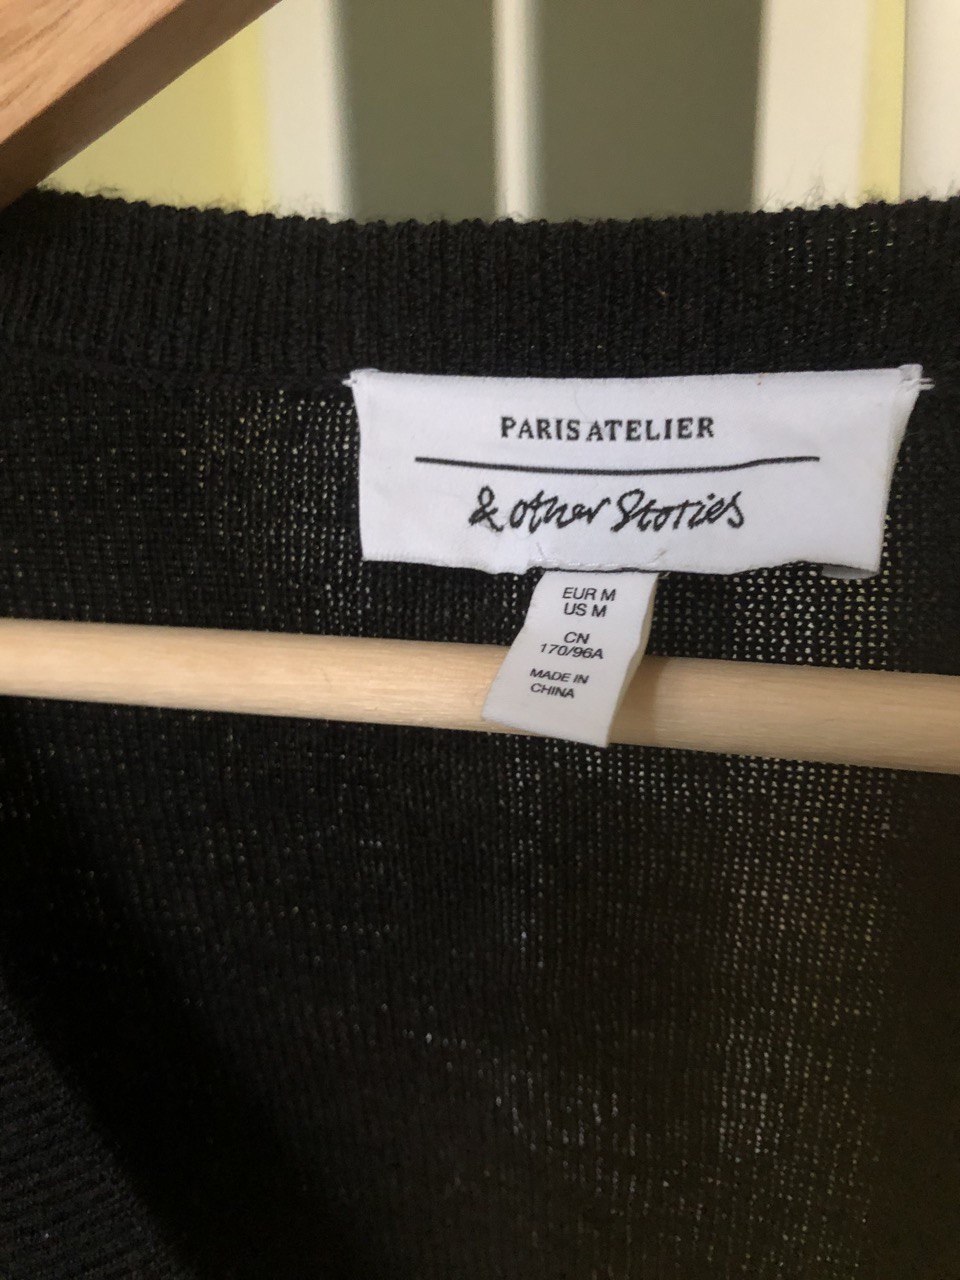 PARIS ATELIER
& other Stories
EUR M
US M
CN
170/96A
MADE IN
CHINA